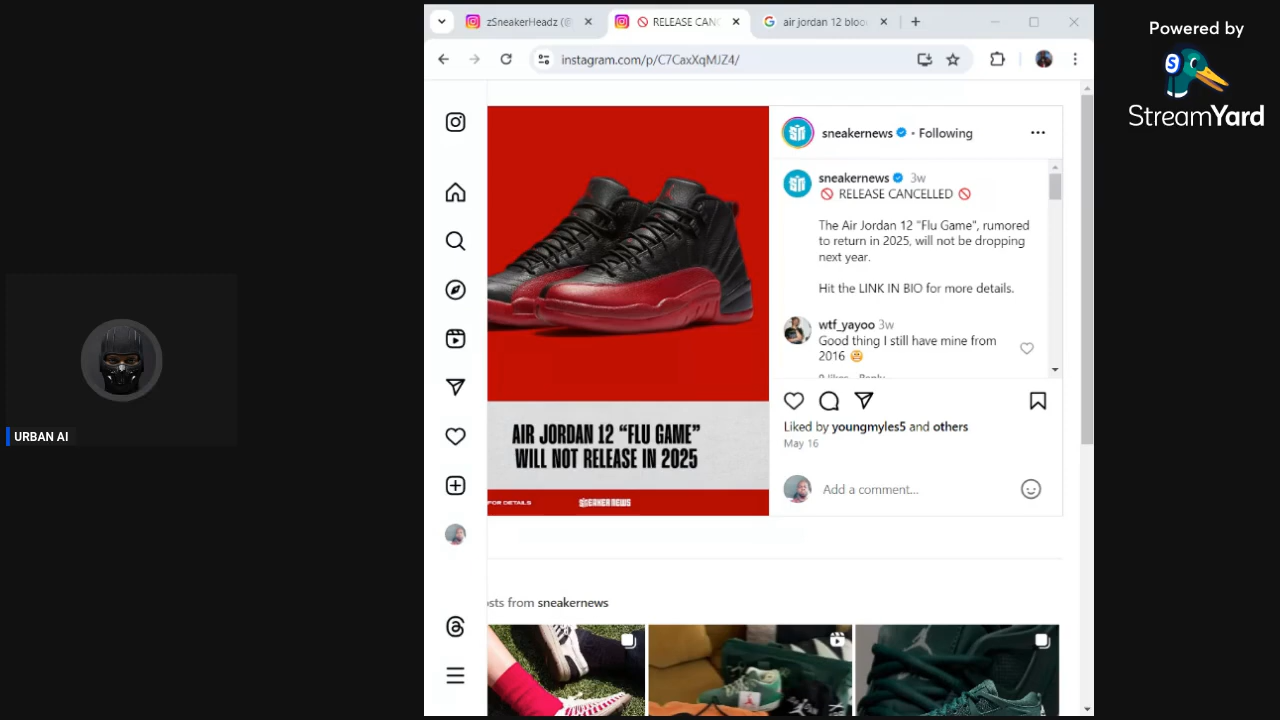 zSneakerHeadz (@
RELEASE CANC
air jordan 12 bloo
instagram.com/p/C7CaxXqMJZ4/
Powered by
StreamYard
sneakernews • Following
sneakernews 3w
🚫 RELEASE CANCELLED 🚫
The Air Jordan 12 "Flu Game", rumored
to return in 2025, will not be dropping
next year.
Hit the LINK IN BIO for more details.
wtf_yayoo 3w
Good thing I still have mine from
2016
Liked by youngmyles5 and others
May 16
Add a comment...
AIR JORDAN 12 “FLU GAME”
WILL NOT RELEASE IN 2025
FOR DETAILS
SNEAKER NEWS
URBAN AI
osts from sneakernews